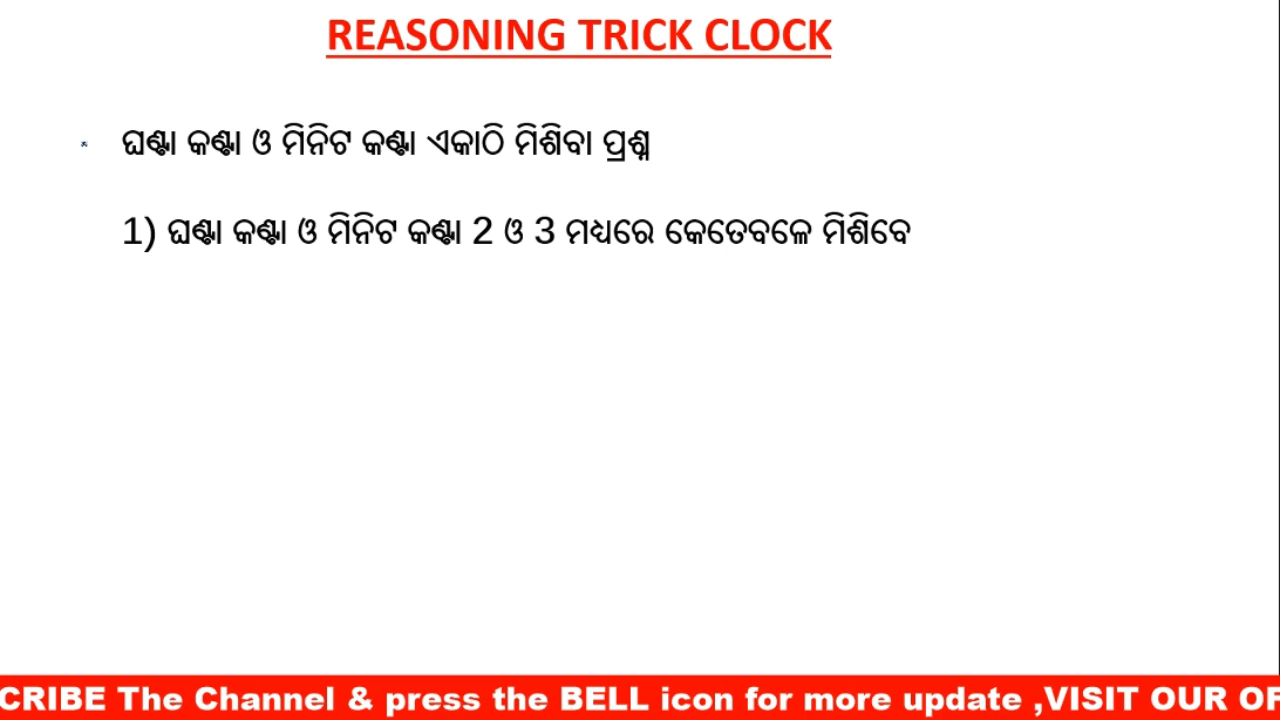 REASONING TRICK CLOCK
ଘଣ୍ଟା କଣ୍ଟା ଓ ମିନିଟ କଣ୍ଟା ଏକାଠି ମିଶିବା ପ୍ରଶ୍ନ
1) ଘଣ୍ଟା କଣ୍ଟା ଓ ମିନିଟ କଣ୍ଟା 2 ଓ 3 ମଧ୍ୟରେ କେତେବଳେ ମିଶିବେ
CRIBE The Channel & press the BELL icon for more update ,VISIT OUR OF